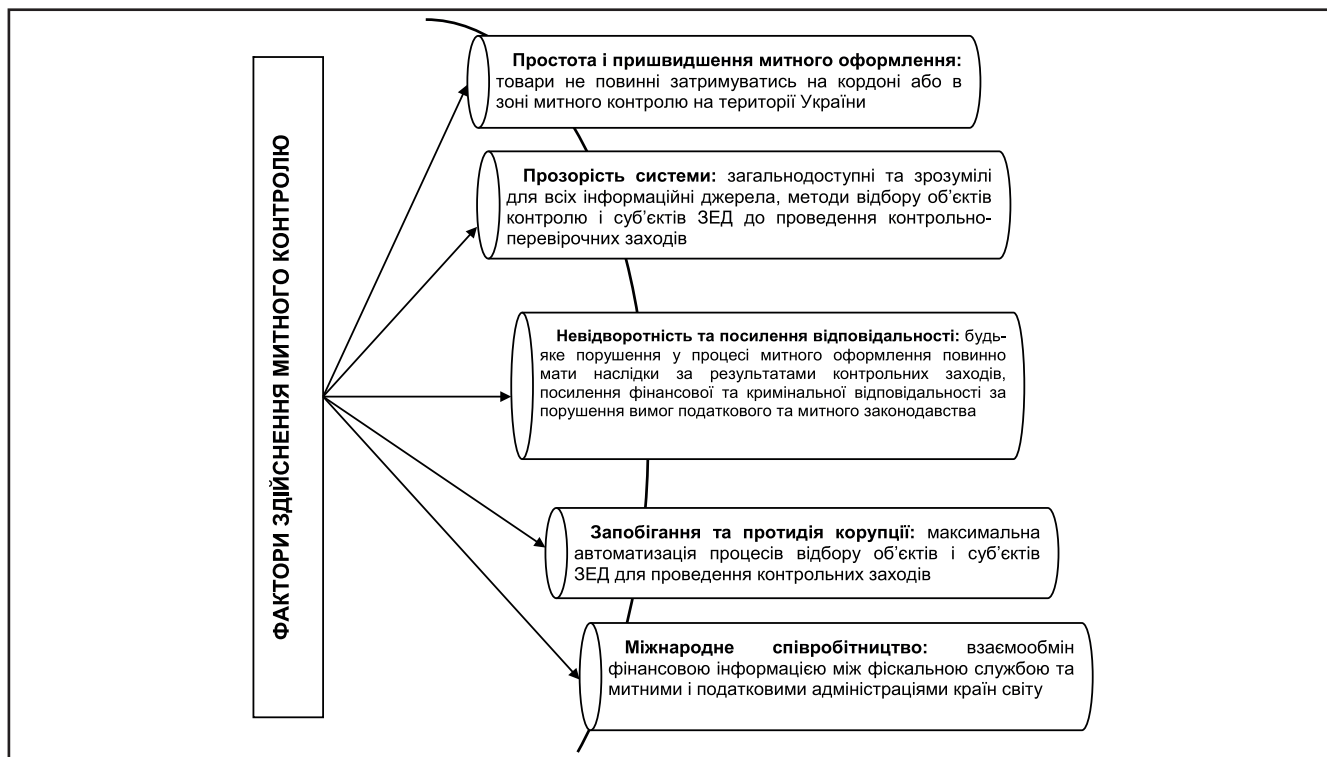 ФАКТОРИ ЗДІЙСНЕННЯ МИТНОГО КОНТРОЛЮ
Простота і пришвидшення митного оформлення:
товари не повинні затримуватись на кордоні або в
зоні митного контролю на території України
Прозорість системи: загальнодоступні та зрозумілі
для всіх інформаційні джерела, методи відбору об’єктів
контролю і суб’єктів ЗЕД до проведення контрольно-
перевірочних заходів
Невідворотність та посилення відповідальності: будь-
яке порушення у процесі митного оформлення повинно
мати наслідки за результатами контрольних заходів,
посилення фінансової та кримінальної відповідальності за
порушення вимог податкового та митного законодавства
Запобігання та протидія корупції: максимальна
автоматизація процесів відбору об’єктів і суб’єктів
ЗЕД для проведення контрольних заходів
Міжнародне співробітництво: взаємообмін
фінансовою інформацією між фіскальною службою та
митними і податковими адміністраціями країн світу